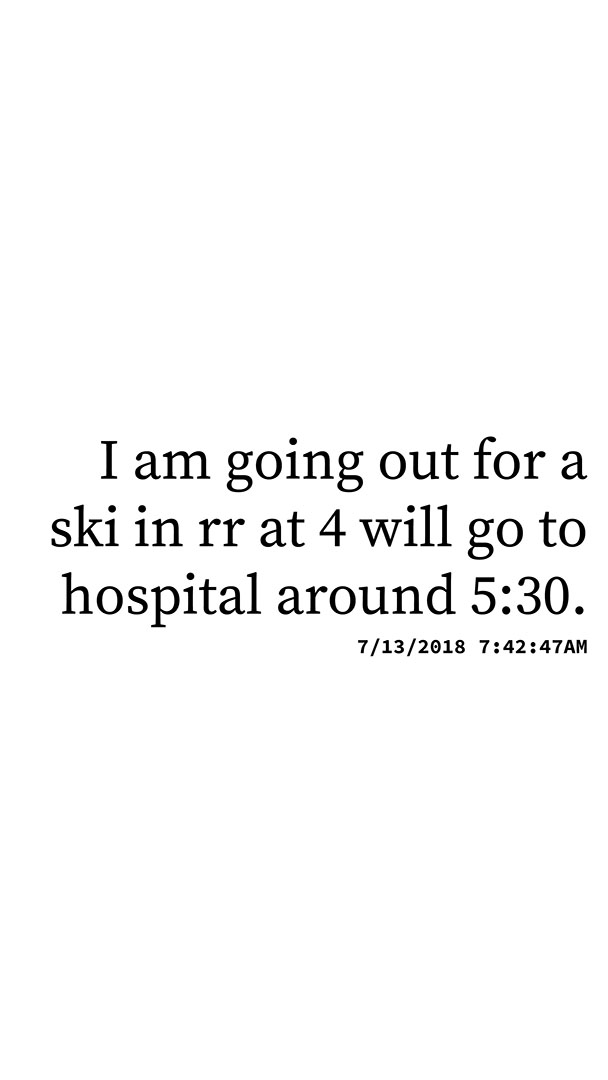 I am going out for a
ski in rr at 4 will go to
hospital around 5:30.
7/13/2018 7:42:47AM